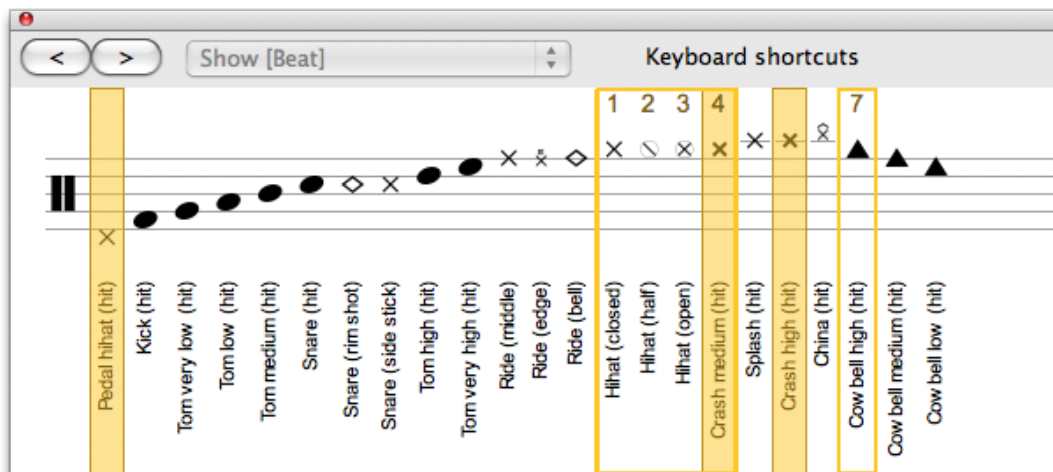 < > Show [Beat] Keyboard shortcuts
1 2 3 4 7
Pedal hihat (hit)
Kick (hit)
Tom very low (hit)
Tom low (hit)
Tom medium (hit)
Snare (hit)
Snare (rim shot)
Snare (side stick)
Tom high (hit)
Tom very high (hit)
Ride (middle)
Ride (edge)
Ride (bell)
Hihat (closed)
Hihat (half)
Hihat (open)
Crash medium (hit)
Splash (hit)
Crash high (hit)
China (hit)
Cow bell high (hit)
Cow bell medium (hit)
Cow bell low (hit)